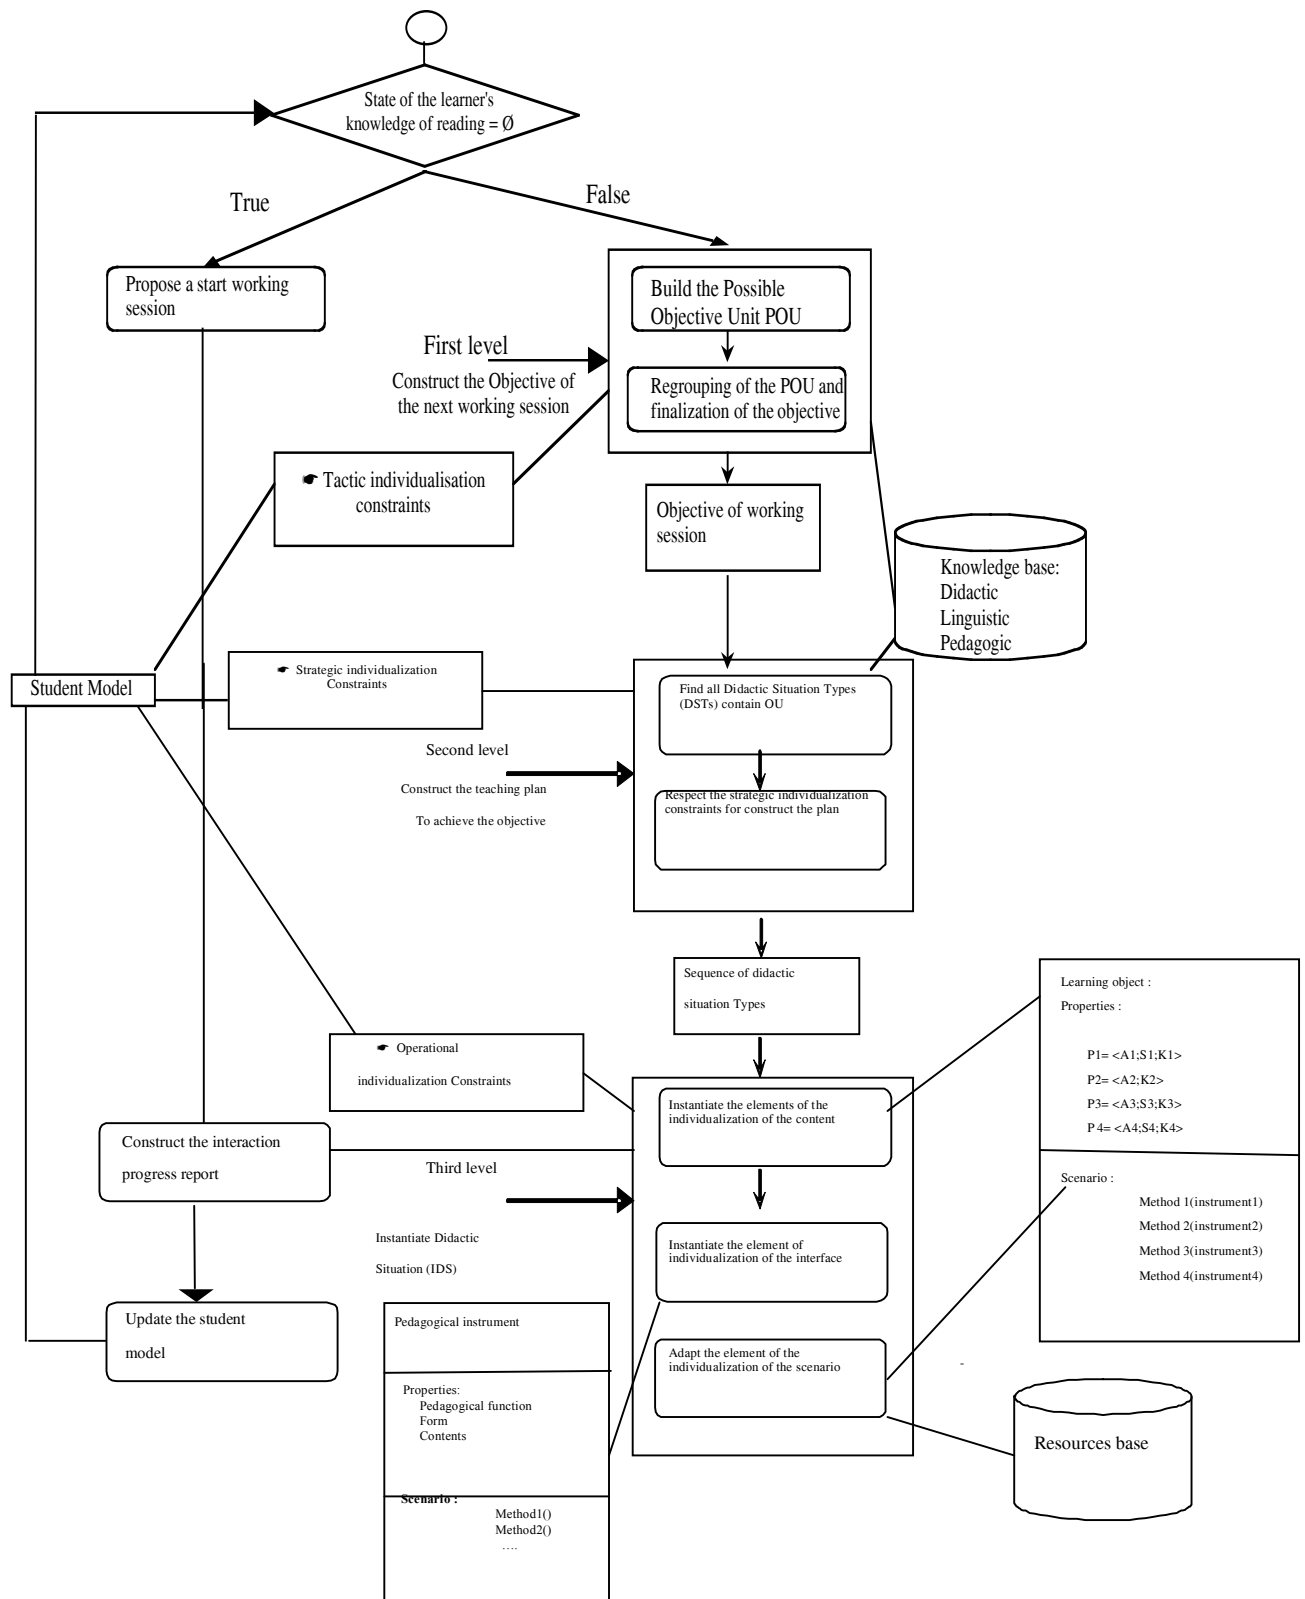 State of the learner's
knowledge of reading = Ø
True
False
Propose a start working
session
Build the Possible
Objective Unit POU
First level
Construct the Objective of
the next working session
Regrouping of the POU and
finalization of the objective
☛ Tactic individualisation
constraints
Objective of working
session
Knowledge base:
Didactic
Linguistic
Pedagogic
Student Model
☛ Strategic individualization
Constraints
Find all Didactic Situation Types
(DSTs) contain OU
Second level
Construct the teaching plan
To achieve the objective
Respect the strategic individualization
constraints for construct the plan
Sequence of didactic
situation Types
Learning object :
Properties :
P1= <A1;S1;K1>
P2= <A2;K2>
P3= <A3;S3;K3>
P4= <A4;S4;K4>
Scenario :
Method 1(instrument1)
Method 2(instrument2)
Method 3(instrument3)
Method 4(instrument4)
☛ Operational
individualization Constraints
Instantiate the elements of the
individualization of the content
Construct the interaction
progress report
Third level
Instantiate Didactic
Situation (IDS)
Instantiate the element of
individualization of the interface
Update the student
model
Pedagogical instrument
Properties:
Pedagogical function
Form
Contents
Scenario :
Method1()
Method2()
....
Adapt the element of the
individualization of the scenario
-
Resources base